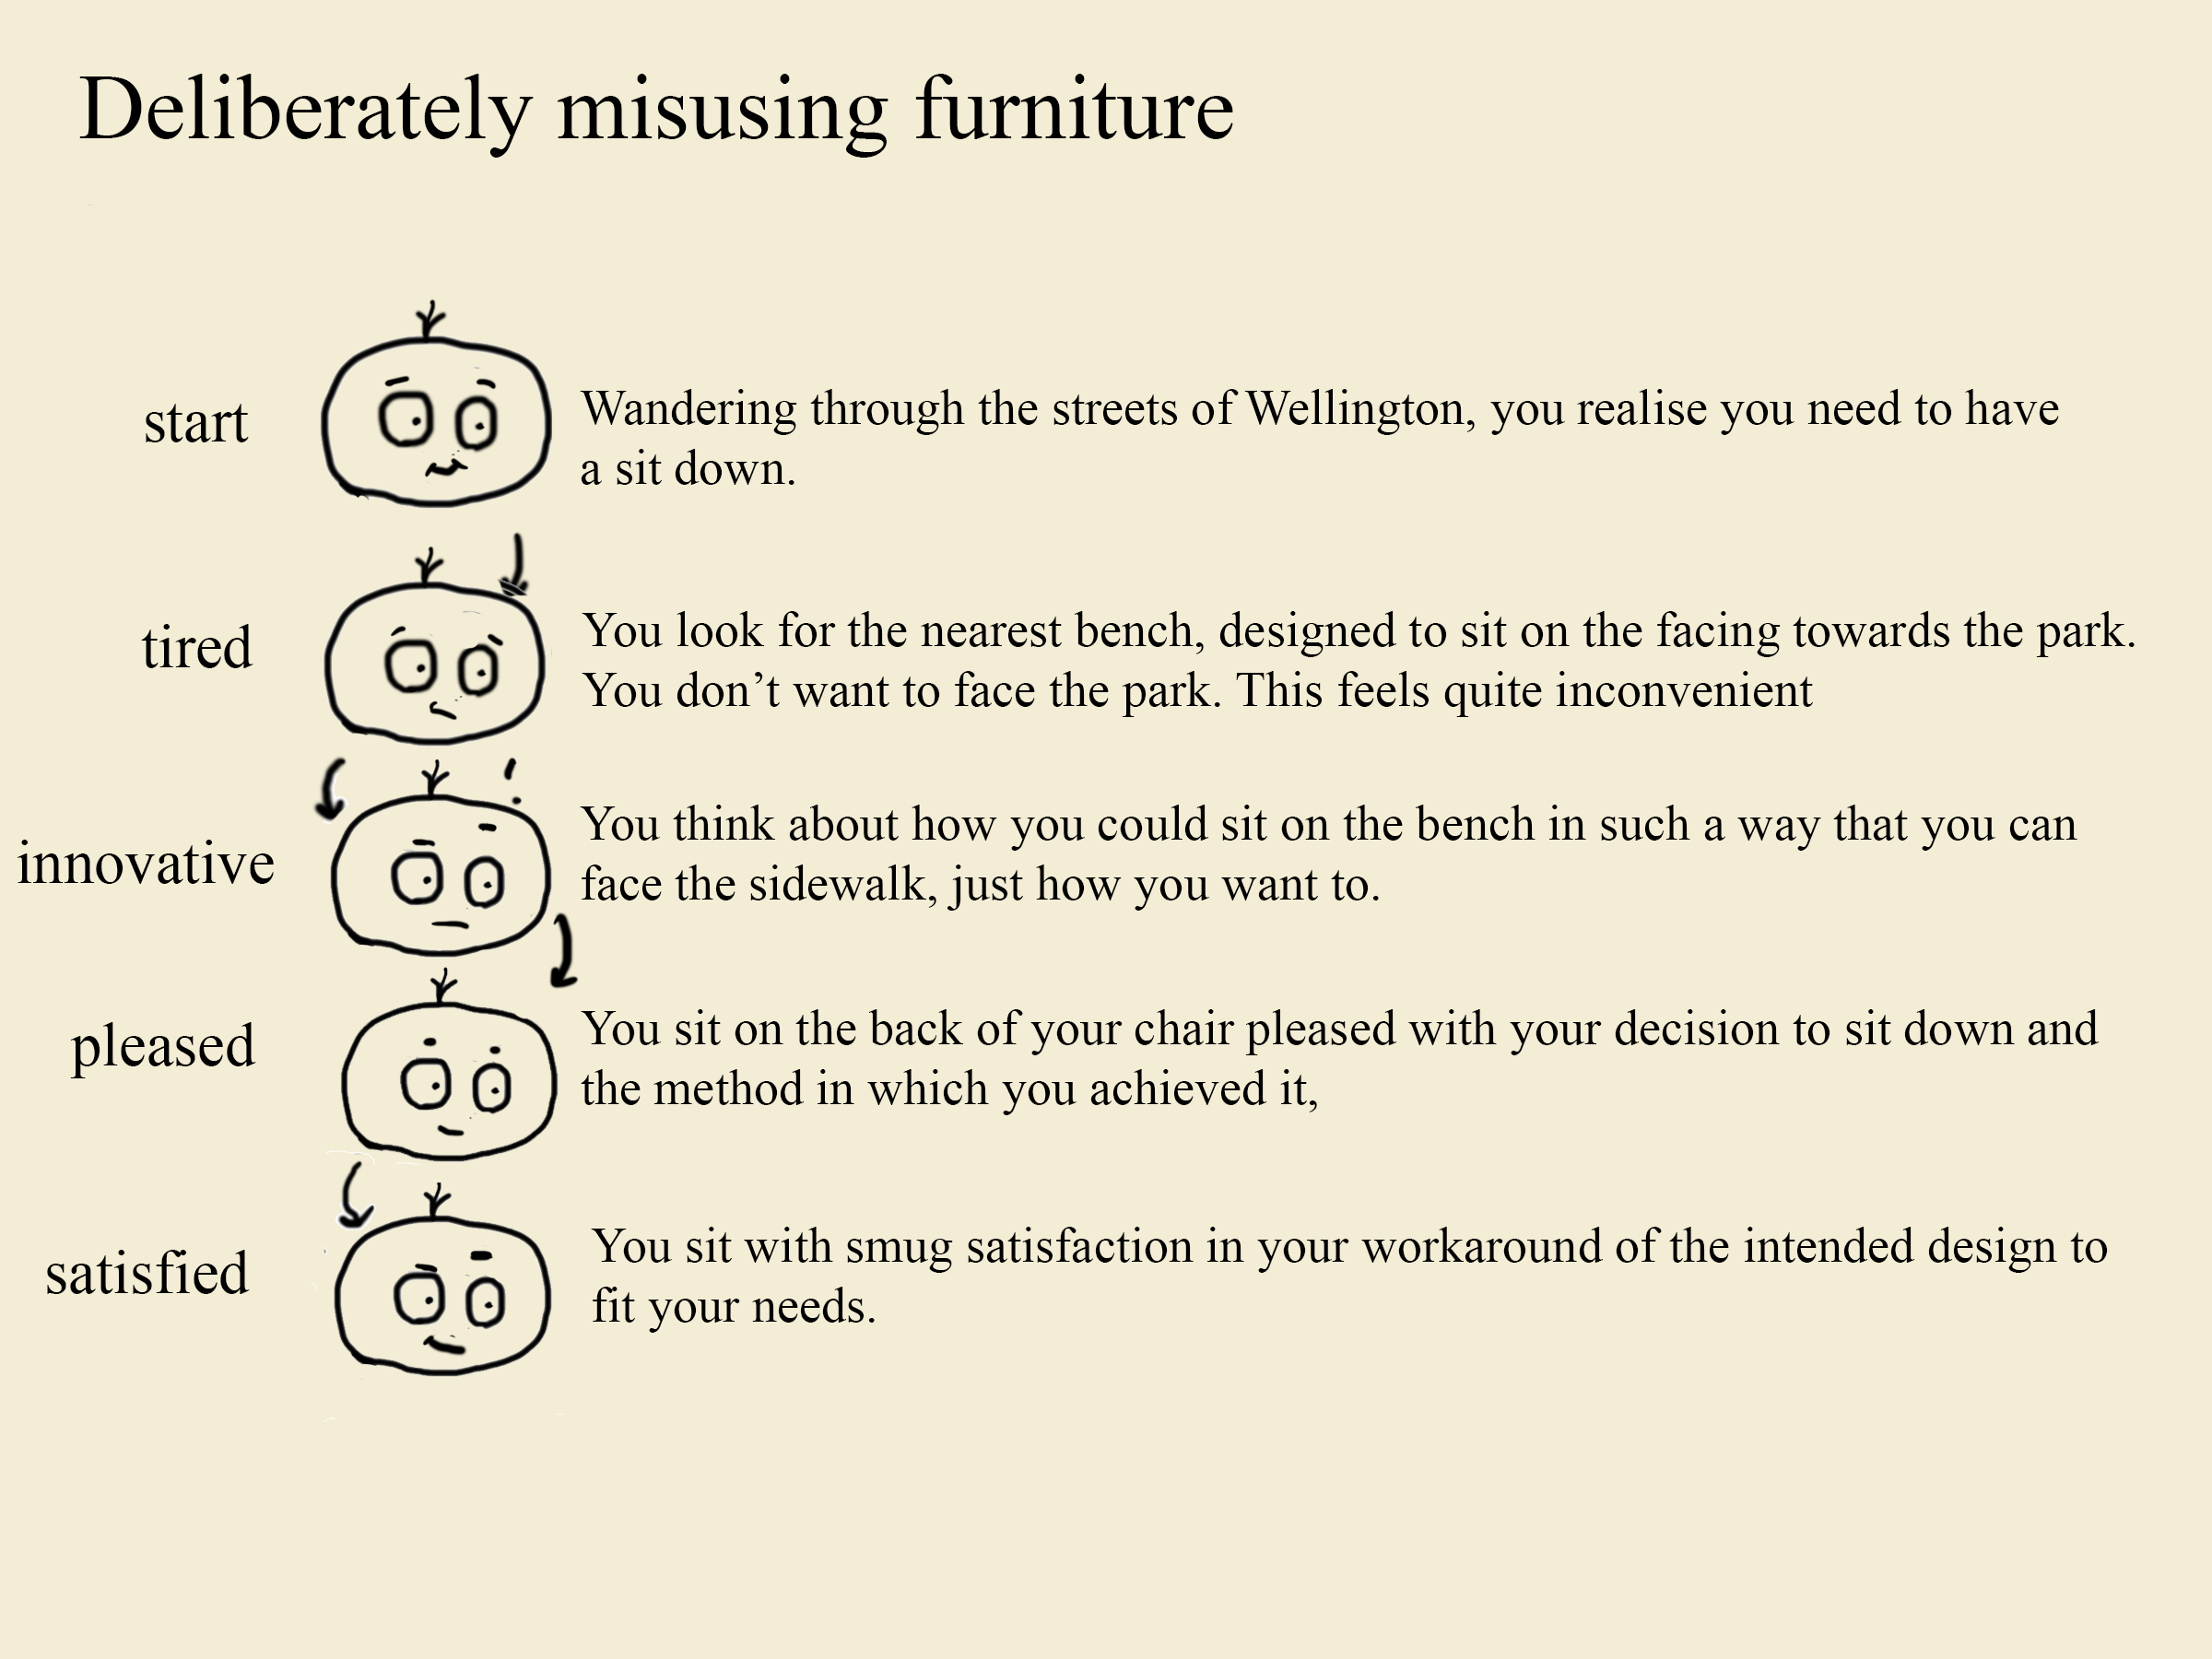 Deliberately misusing furniture
start
Wandering through the streets of Wellington, you realise you need to have
a sit down.
tired
You look for the nearest bench, designed to sit on the facing towards the park.
You don’t want to face the park. This feels quite inconvenient
innovative
You think about how you could sit on the bench in such a way that you can
face the sidewalk, just how you want to.
pleased
You sit on the back of your chair pleased with your decision to sit down and
the method in which you achieved it,
satisfied
You sit with smug satisfaction in your workaround of the intended design to
fit your needs.